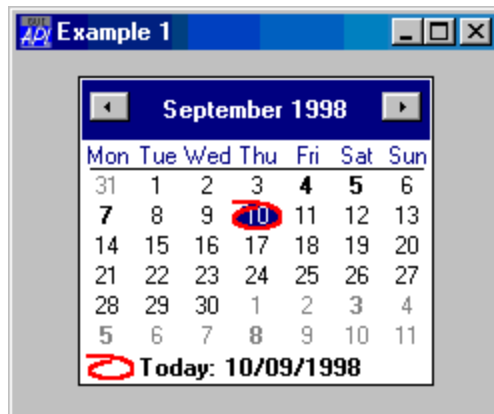 Example 1
September 1998
Mon Tue Wed Thu Fri Sat Sun
31 1 2 3 4 5 6
7 8 9 10 11 12 13
14 15 16 17 18 19 20
21 22 23 24 25 26 27
28 29 30 1 2 3 4
5 6 7 8 9 10 11
Today: 10/09/1998